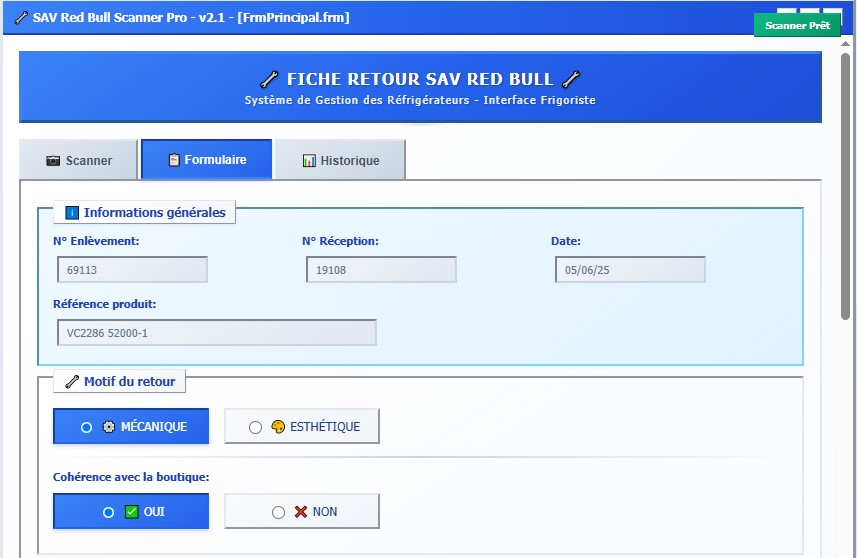 SAV Red Bull Scanner Pro - v2.1 - [FrmPrincipal.frm]
Scanner Prêt
FICHE RETOUR SAV RED BULL
Système de Gestion des Réfrigérateurs - Interface Frigoriste
Scanner
Formulaire
Historique
Informations générales
N° Enlèvement:
N° Réception:
Date:
69113
19108
05/06/25
Référence produit:
VC2286 52000-1
Motif du retour
MÉCANIQUE
ESTHÉTIQUE
Cohérence avec la boutique:
OUI
NON